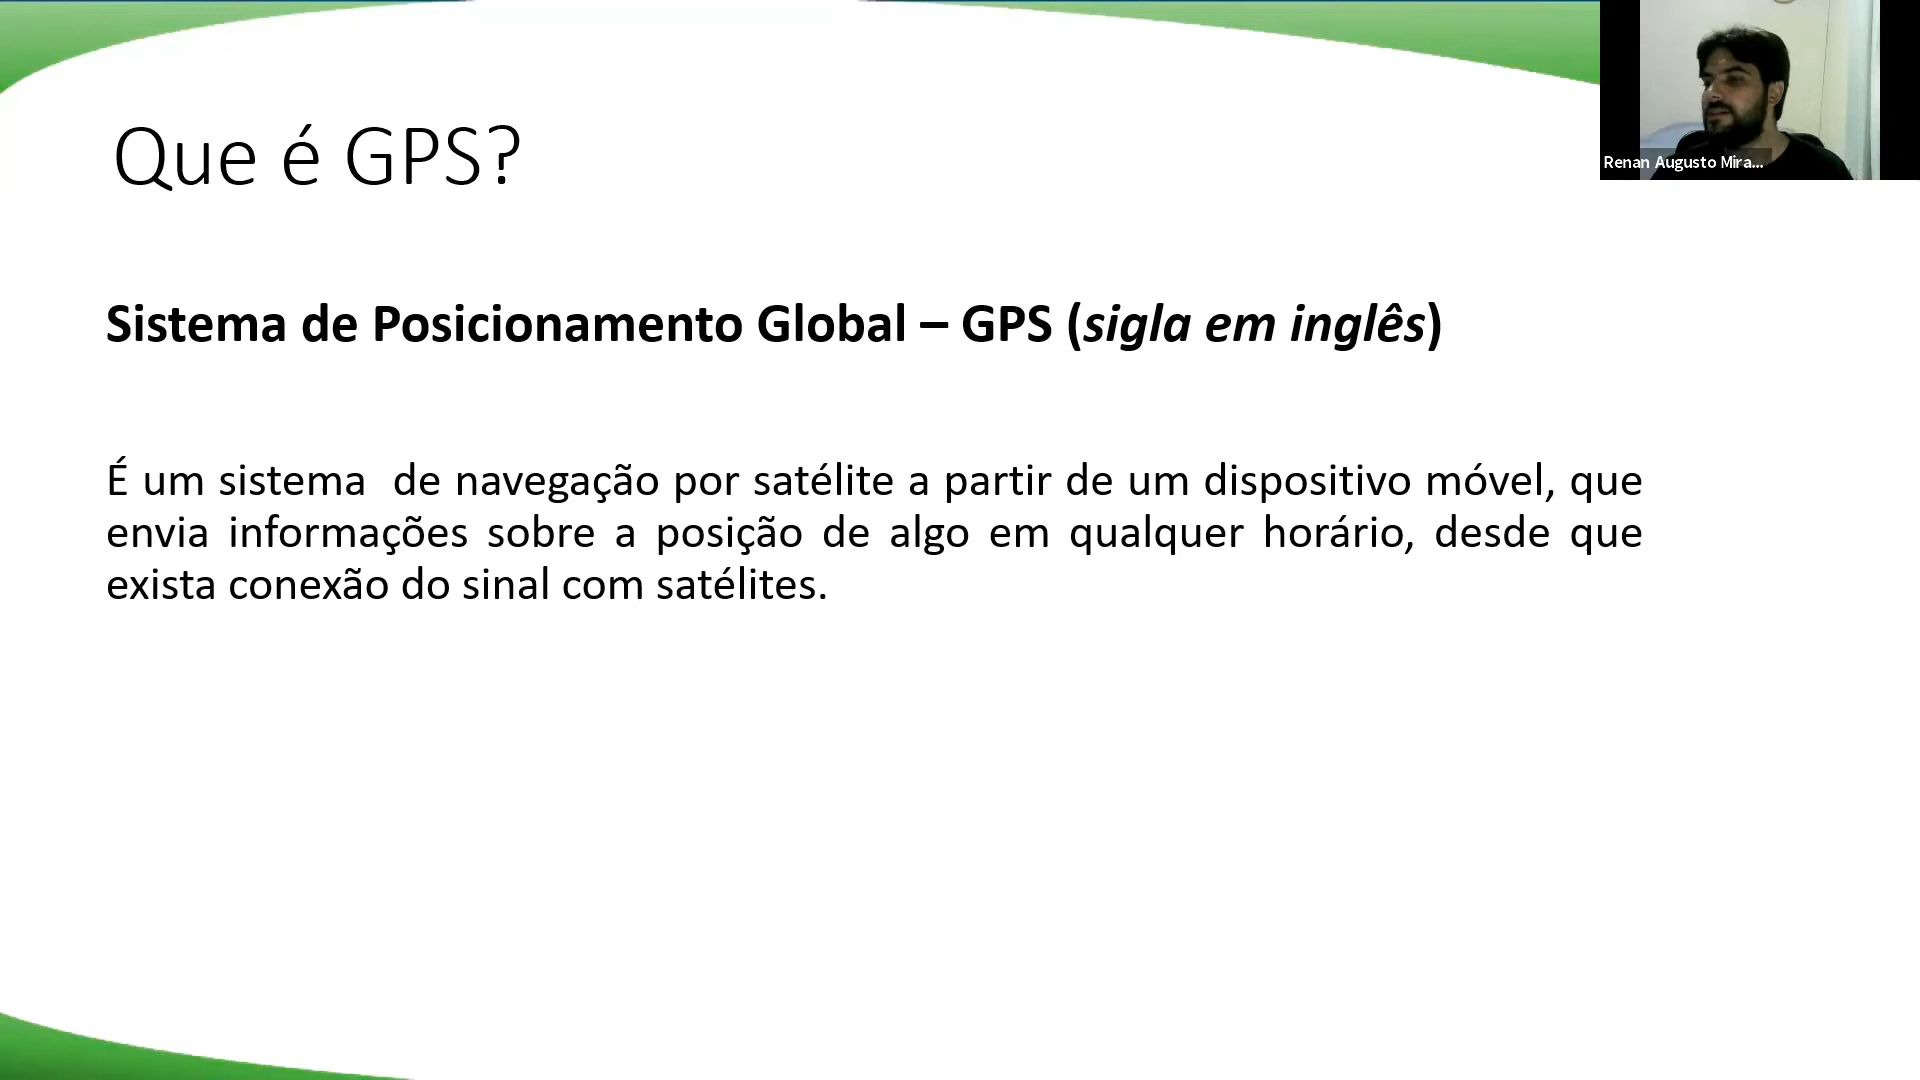 Que é GPS?
Renan Augusto Mira...
Sistema de Posicionamento Global – GPS (sigla em inglês)
É um sistema de navegação por satélite a partir de um dispositivo móvel, que
envia informações sobre a posição de algo em qualquer horário, desde que
exista conexão do sinal com satélites.